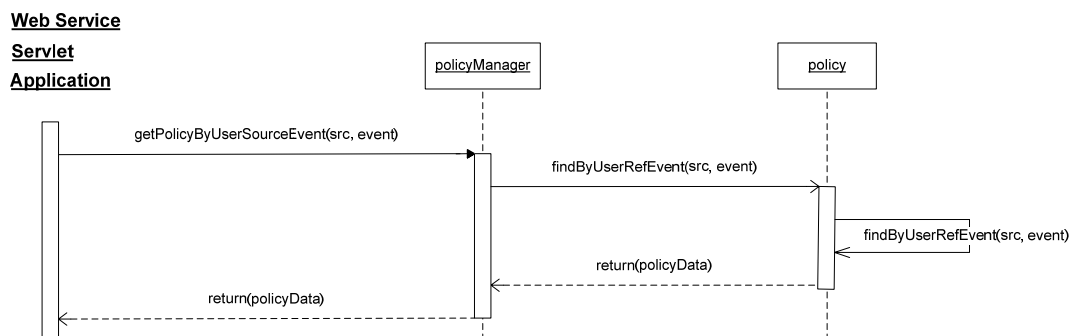 Web Service
Servlet
Application
policyManager
policy
getPolicyByUserSourceEvent(src, event)
findByUserRefEvent(src, event)
findByUserRefEvent(src, event)
return(policyData)
return(policyData)